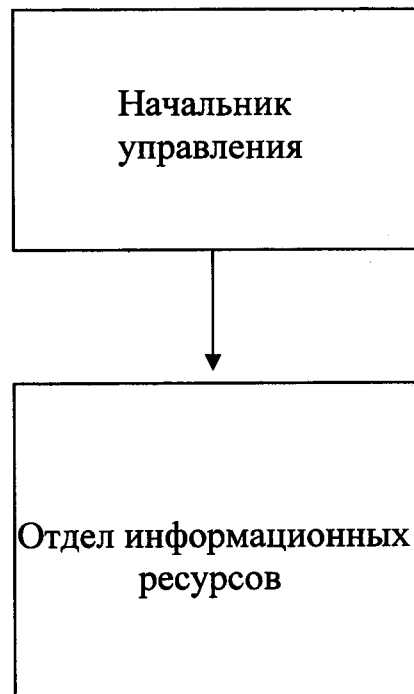 Начальник
управления
Отдел информационных
ресурсов